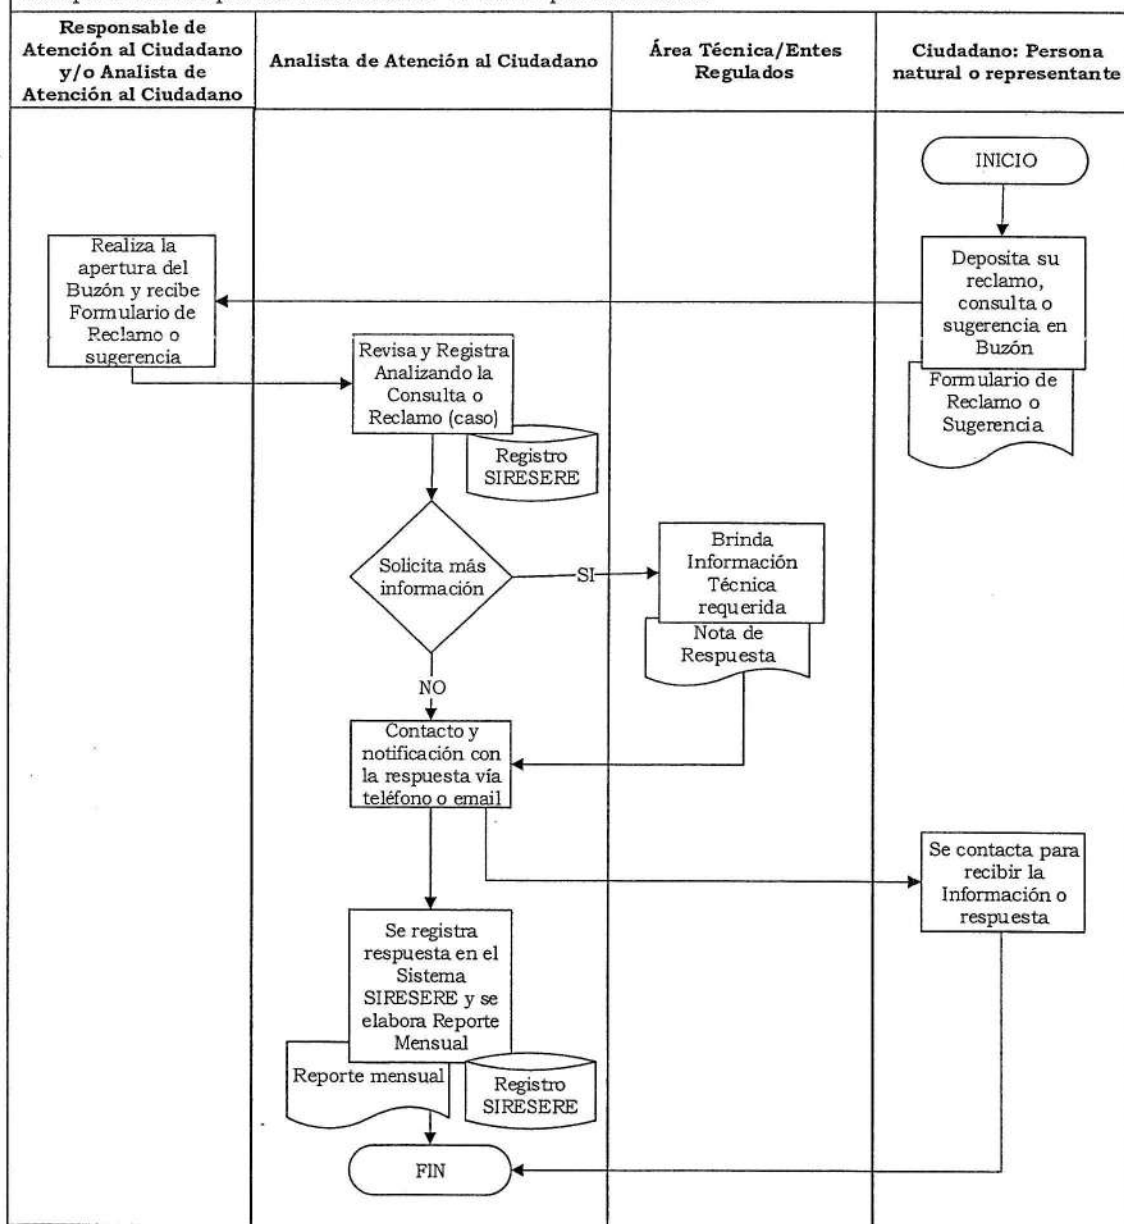 Responsable de
Atención al Ciudadano
y/o Analista de
Atención al Ciudadano
Analista de Atención al Ciudadano
Área Técnica/Entes
Regulados
Ciudadano: Persona
natural o representante
INICIO
Realiza la
apertura del
Buzón y recibe
Formulario de
Reclamo o
sugerencia
Deposita su
reclamo,
consulta o
sugerencia en
Buzón
Formulario de
Reclamo o
Sugerencia
Revisa y Registra
Analizando la
Consulta o
Reclamo (caso)
Registro
SIRESERE
Solicita más
información
SI
Brinda
Información
Técnica
requerida
Nota de
Respuesta
NO
Contacto y
notificación con
la respuesta vía
teléfono o email
Se contacta para
recibir la
Información o
respuesta
Se registra
respuesta en el
Sistema
SIRESERE y se
elabora Reporte
Mensual
Reporte mensual
Registro
SIRESERE
FIN